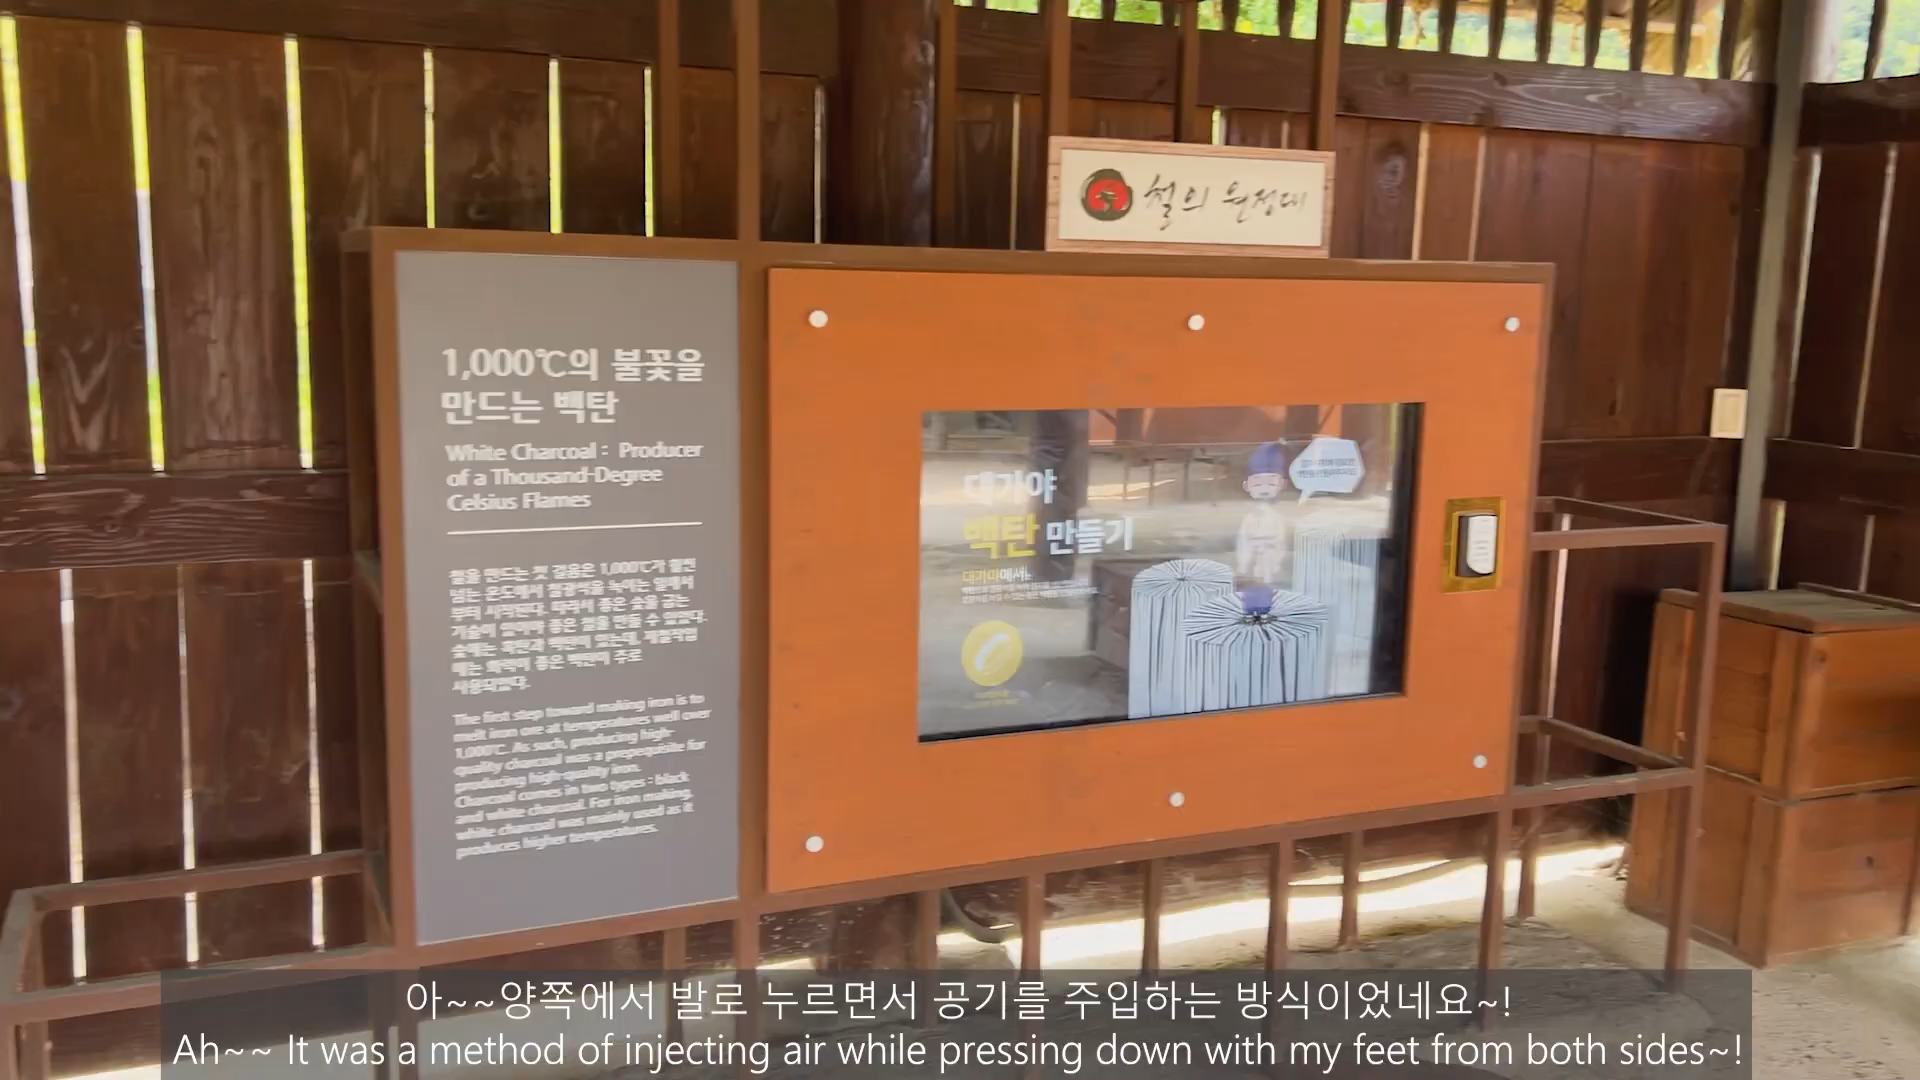 철의 원정대
1,000℃의 불꽃을
만드는 백탄
White Charcoal : Producer
of a Thousand-Degree
Celsius Flames
철을 만드는 첫 걸음은 1,000℃가 훨씬
넘는 온도에서 철광석을 녹이는 일에서
부터 시작된다. 따라서 좋은 숯을 굽는
기술이 있어야 좋은 철을 만들 수 있었다.
숯에는 흑탄과 백탄이 있는데, 제철작업
에는 화력이 좋은 백탄이 주로
사용되었다.
The first step toward making iron is to
melt iron ore at temperatures well over
1,000℃. As such, producing high-
quality charcoal was a prerequisite for
producing high-quality iron.
Charcoal comes in two types : black
and white charcoal. For iron making,
white charcoal was mainly used as it
produces higher temperatures.
대가야
백탄 만들기
아~~양쪽에서 발로 누르면서 공기를 주입하는 방식이었네요~!
Ah~~ It was a method of injecting air while pressing down with my feet from both sides~!